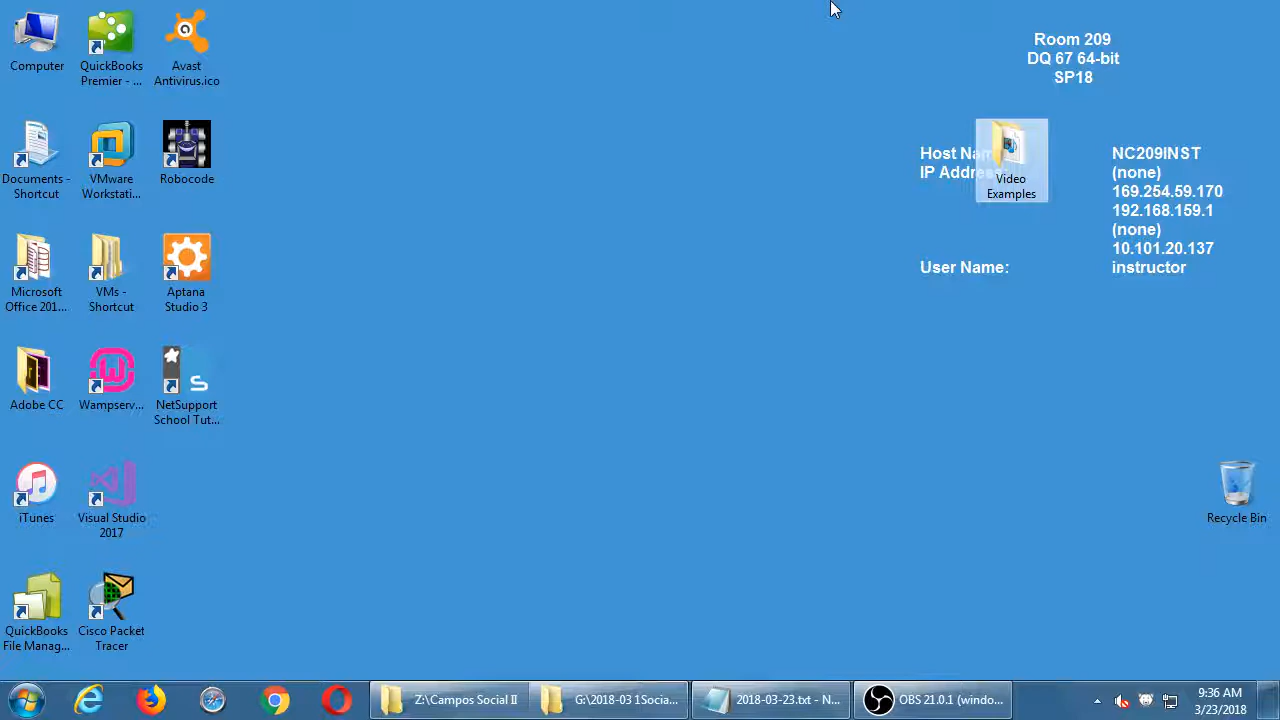 Computer
QuickBooks
Premier - ...
Avast
Antivirus.ico
Room 209
DQ 67 64-bit
SP18
Documents -
Shortcut
VMware
Workstati...
Robocode
Video
Examples
Host Nam
IP Addre
User Name:
NC209INST
(none)
169.254.59.170
192.168.159.1
(none)
10.101.20.137
instructor
Microsoft
Office 201...
VMs -
Shortcut
Aptana
Studio 3
Adobe CC
Wampserv...
NetSupport
School Tut...
iTunes
Visual Studio
2017
Recycle Bin
QuickBooks
File Manag...
Cisco Packet
Tracer
Z:\Campos Social II
G:\2018-03 1Socia...
2018-03-23.txt - N...
OBS 21.0.1 (windo...
9:36 AM
3/23/2018